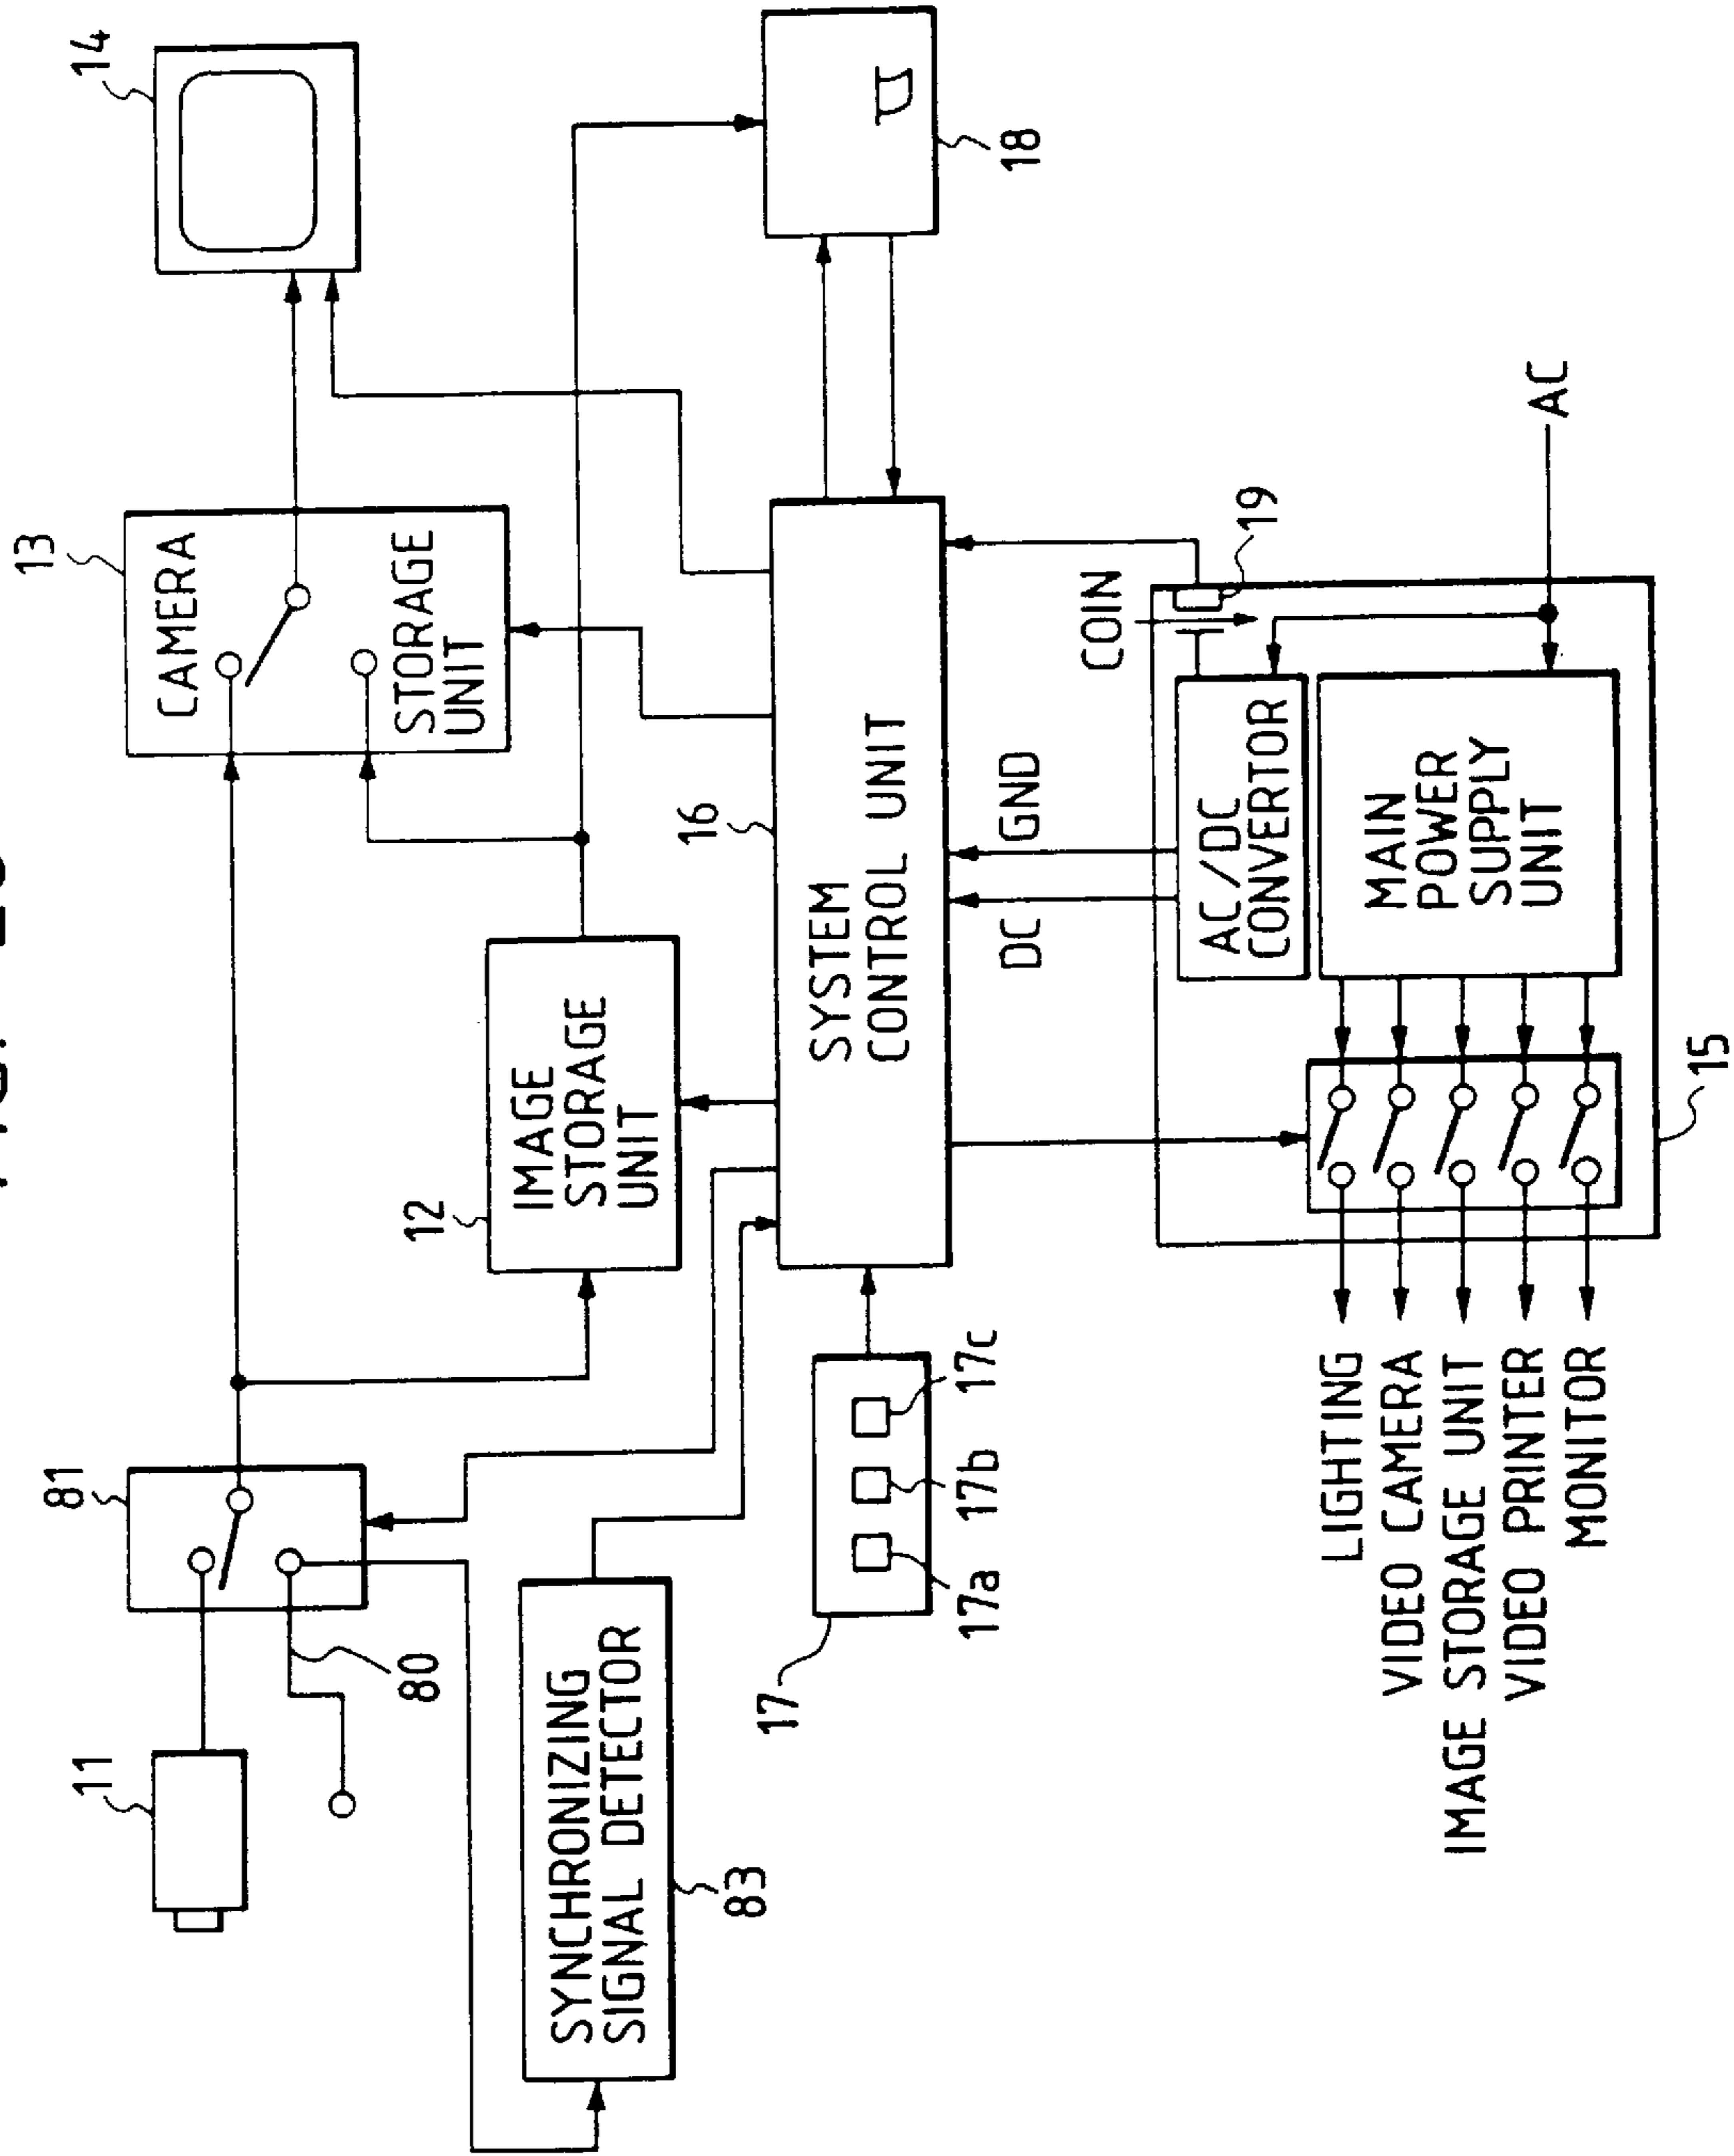 14
13
CAMERA
STORAGE
UNIT
81
11
80
12
IMAGE
STORAGE
UNIT
SYNCHRONIZING
SIGNAL DETECTOR
83
16
SYSTEM
CONTROL UNIT
18
17
17a
17b
17c
DC
GND
COIN
19
AC/DC
CONVERTOR
AC
MAIN
POWER
SUPPLY
UNIT
15
LIGHTING
VIDEO CAMERA
IMAGE STORAGE UNIT
VIDEO PRINTER
MONITOR